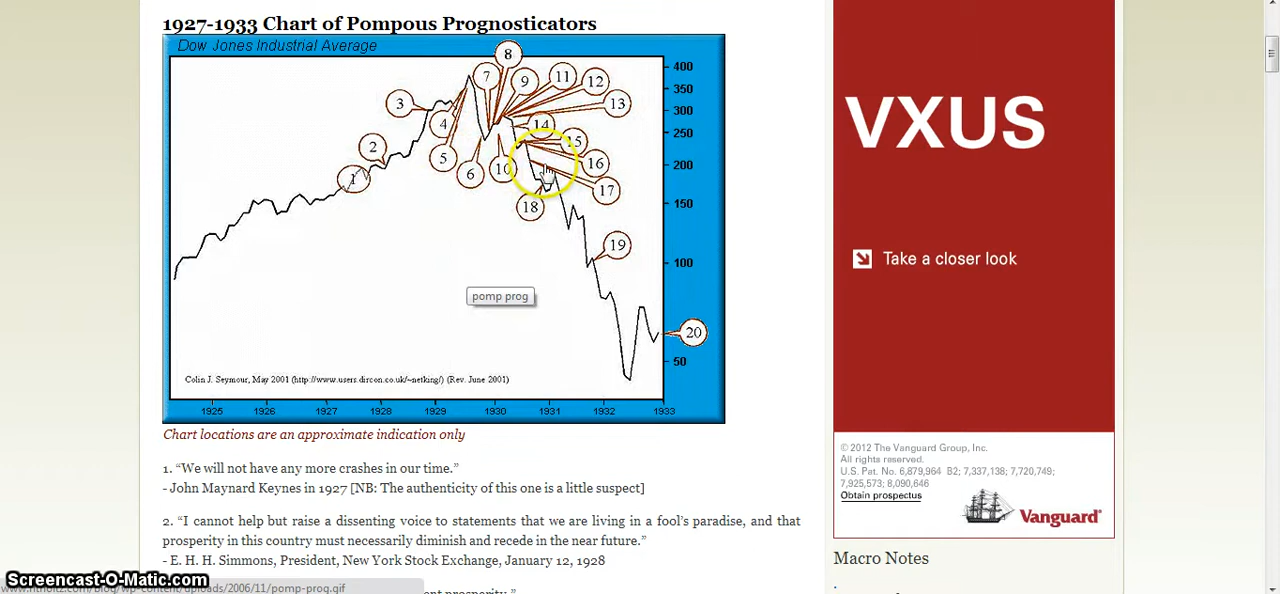 1927-1933 Chart of Pompous Prognosticators
Dow Jones Industrial Average
8
7
9
11
12
13
3
4
14
15
2
5
6
10
16
1
17
18
19
20
400
350
300
250
200
150
100
50
pomp prog
Colin J. Seymour, May 2001 (http://www.users.dircon.co.uk/~netking/) (Rev. June 2001)
1925 1926 1927 1928 1929 1930 1931 1932 1933
Chart locations are an approximate indication only
1. “We will not have any more crashes in our time.”
- John Maynard Keynes in 1927 [NB: The authenticity of this one is a little suspect]
2. “I cannot help but raise a dissenting voice to statements that we are living in a fool’s paradise, and that
prosperity in this country must necessarily diminish and recede in the near future.”
- E. H. H. Simmons, President, New York Stock Exchange, January 12, 1928
VXUS
Take a closer look
© 2012 The Vanguard Group, Inc.
All rights reserved.
U.S. Pat. No. 6,879,964 B2; 7,337,138; 7,720,749;
7,925,573; 8,090,646
Obtain prospectus
Vanguard
Macro Notes
Screencast-O-Matic.com